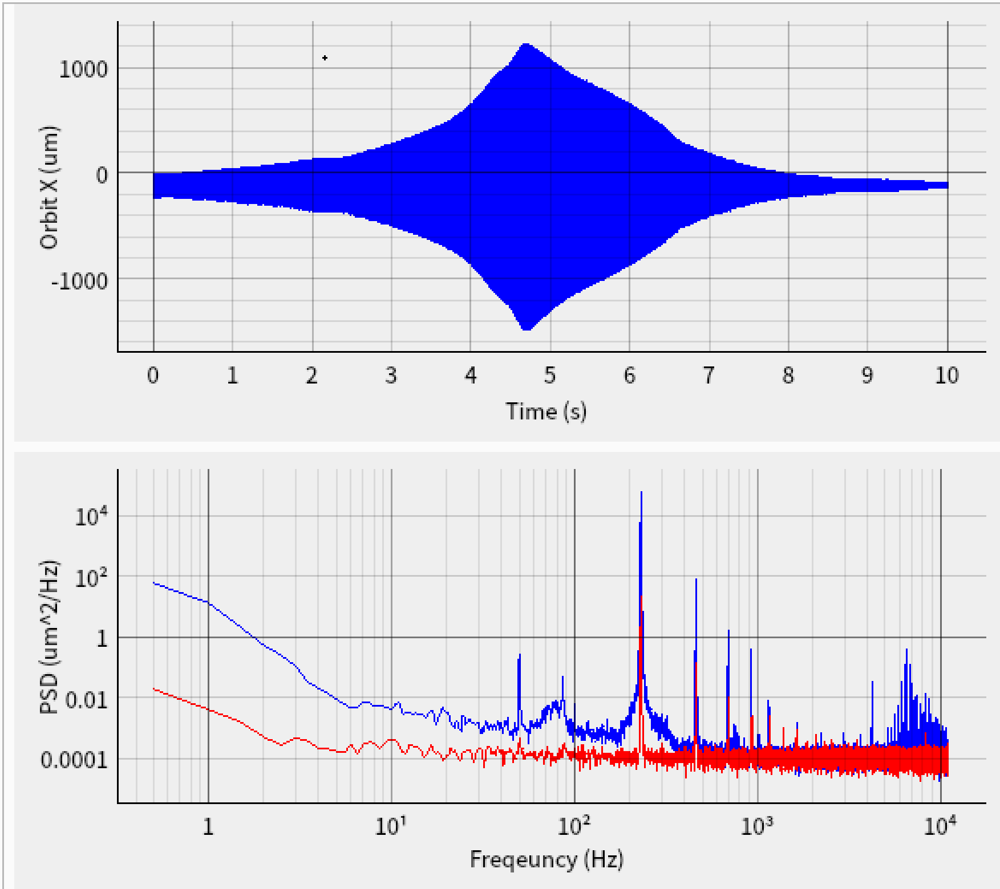 1000
0
-1000
Orbit X (um)
0 1 2 3 4 5 6 7 8 9 10
Time (s)
10⁴
10²
1
0.01
0.0001
PSD (um^2/Hz)
1 10¹ 10² 10³ 10⁴
Freqeuncy (Hz)